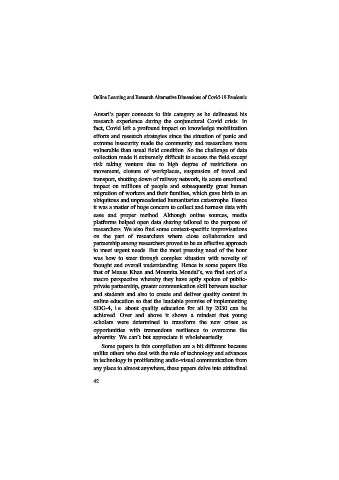 Online Learning and Research Alternative Dimensions of Covid-19 Pandemic
Ansari's paper connects to this category as he delineated his
research experience during the conjunctural Covid crisis. In
fact, Covid left a profound impact on knowledge mobilization
efforts and research strategies since the situation of panic and
extreme insecurity made the community and researchers more
vulnerable than usual field condition. So the challenge of data
collection made it extremely difficult to access the field except
risk taking venture due to high degree of restrictions on
movement, closure of workplaces, suspension of travel and
transport, shutting down of railway network, its acute emotional
impact on millions of people and subsequently great human
migration of workers and their families, which gave birth to an
ubiquitous and unprecedented humanitarian catastrophe. Hence
it was a matter of huge concern to collect and harness data with
ease and proper method. Although online sources, media
platforms helped open data sharing tailored to the purpose of
researchers. We also find some context-specific improvisations
on the part of researchers where close collaboration and
partnership among researchers proved to be an effective approach
to meet urgent needs. But the most pressing need of the hour
was how to steer through complex situation with novelty of
thought and overall understanding. Hence in some papers like
that of Khan and Moumita Mondal's, we find sort of a
macro perspective whereby they have aptly spoken of public-
private partnership, greater communication skill between teacher
and students and also to create and deliver quality content in
online education so that the laudable promise of implementing
SDG-4, i.e. about quality education for all by 2030 can be
achieved. Over and above it shows a mindset that young
scholars were determined to transform the new crises as
opportunities with tremendous resilience to overcome the
adversity. We can't but appreciate it wholeheartedly.
Some papers in this compilation are a bit different because
unlike others who deal with the role of technology and advances
in technology in proliferating audio-visual communication from
any place to almost anywhere, these papers delve into attitudinal
42